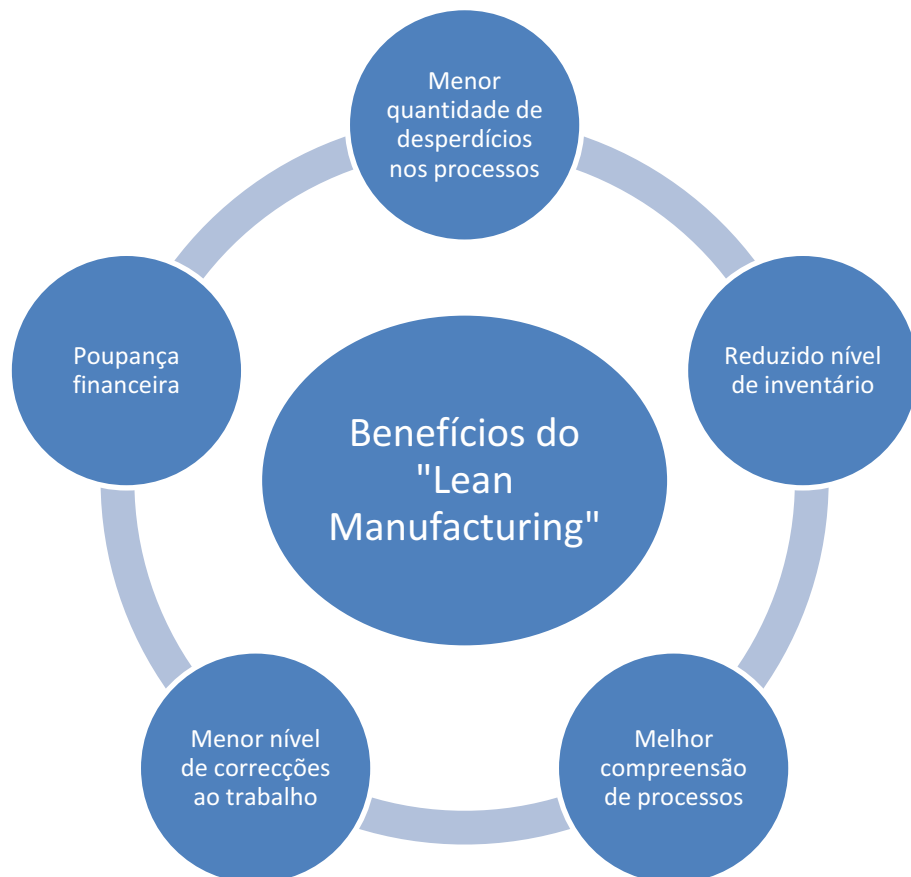 Menor
quantidade de
desperdícios
nos processos
Reduzido nível
de inventário
Melhor
compreensão
de processos
Menor nível
de correcções
ao trabalho
Poupança
financeira
Benefícios do
"Lean
Manufacturing"